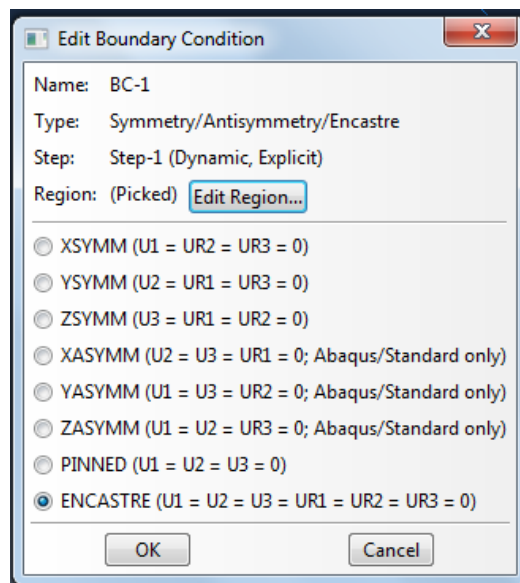 Edit Boundary Condition
Name: BC-1
Type: Symmetry/Antisymmetry/Encastre
Step: Step-1 (Dynamic, Explicit)
Region: (Picked) Edit Region...
XSYMM (U1 = UR2 = UR3 = 0)
YSYMM (U2 = UR1 = UR3 = 0)
ZSYMM (U3 = UR1 = UR2 = 0)
XASYMM (U2 = U3 = UR1 = 0; Abaqus/Standard only)
YASYMM (U1 = U3 = UR2 = 0; Abaqus/Standard only)
ZASYMM (U1 = U2 = UR3 = 0; Abaqus/Standard only)
PINNED (U1 = U2 = U3 = 0)
ENCASTRE (U1 = U2 = U3 = UR1 = UR2 = UR3 = 0)
OK Cancel